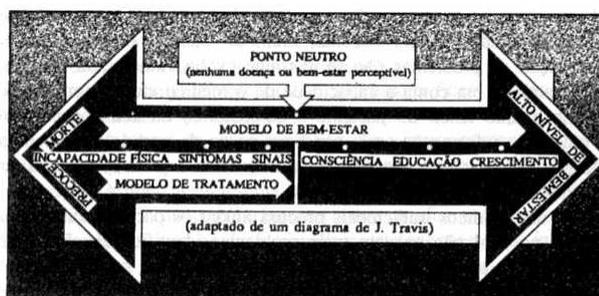 PONTO NEUTRO
(nenhuma doença ou bem-estar perceptível)
MORTE PRECOCE
ALTO NÍVEL DE BEM-ESTAR
MODELO DE BEM-ESTAR
INCAPACIDADE FÍSICA SINTOMAS SINAIS CONSCIÊNCIA EDUCAÇÃO CRESCIMENTO
MODELO DE TRATAMENTO
(adaptado de um diagrama de J. Travis)